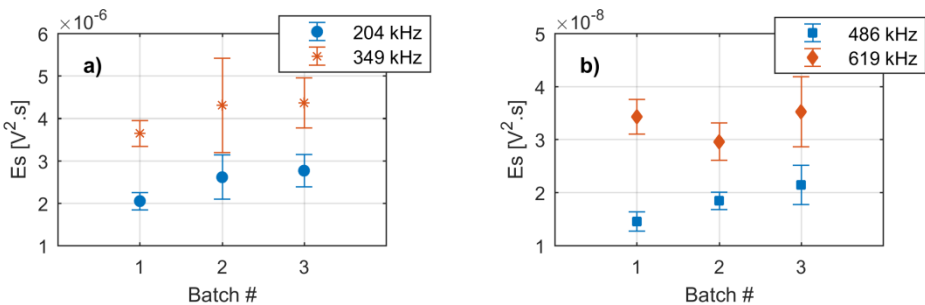 ×10⁻⁶
6
5
4
3
2
1
Es [V².s]
a)
204 kHz
349 kHz
1 2 3
Batch #
×10⁻⁸
5
4
3
2
1
Es [V².s]
b)
486 kHz
619 kHz
1 2 3
Batch #